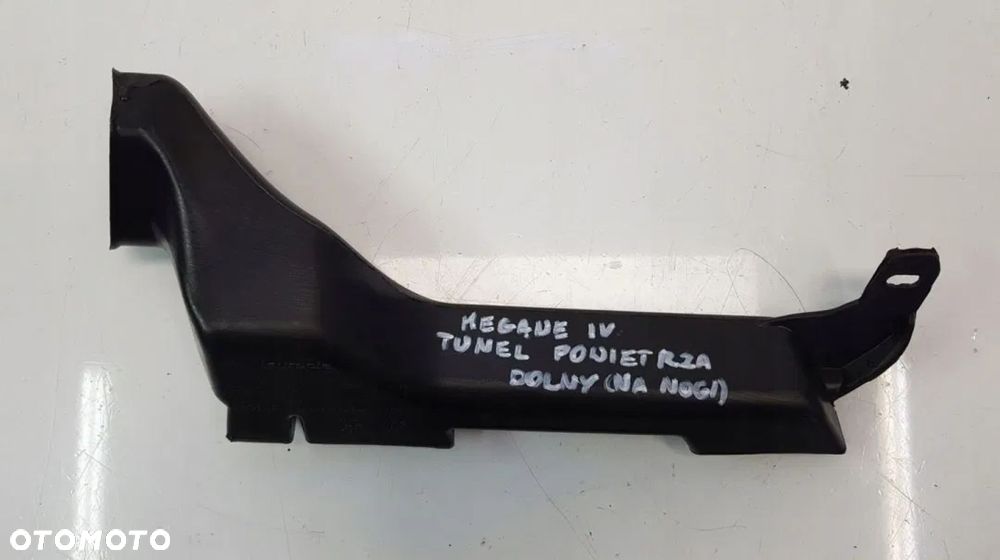 MEGANE IV
TUNEL POWIETRZA
DOLNY (NA NOGI)
OTOMOTO